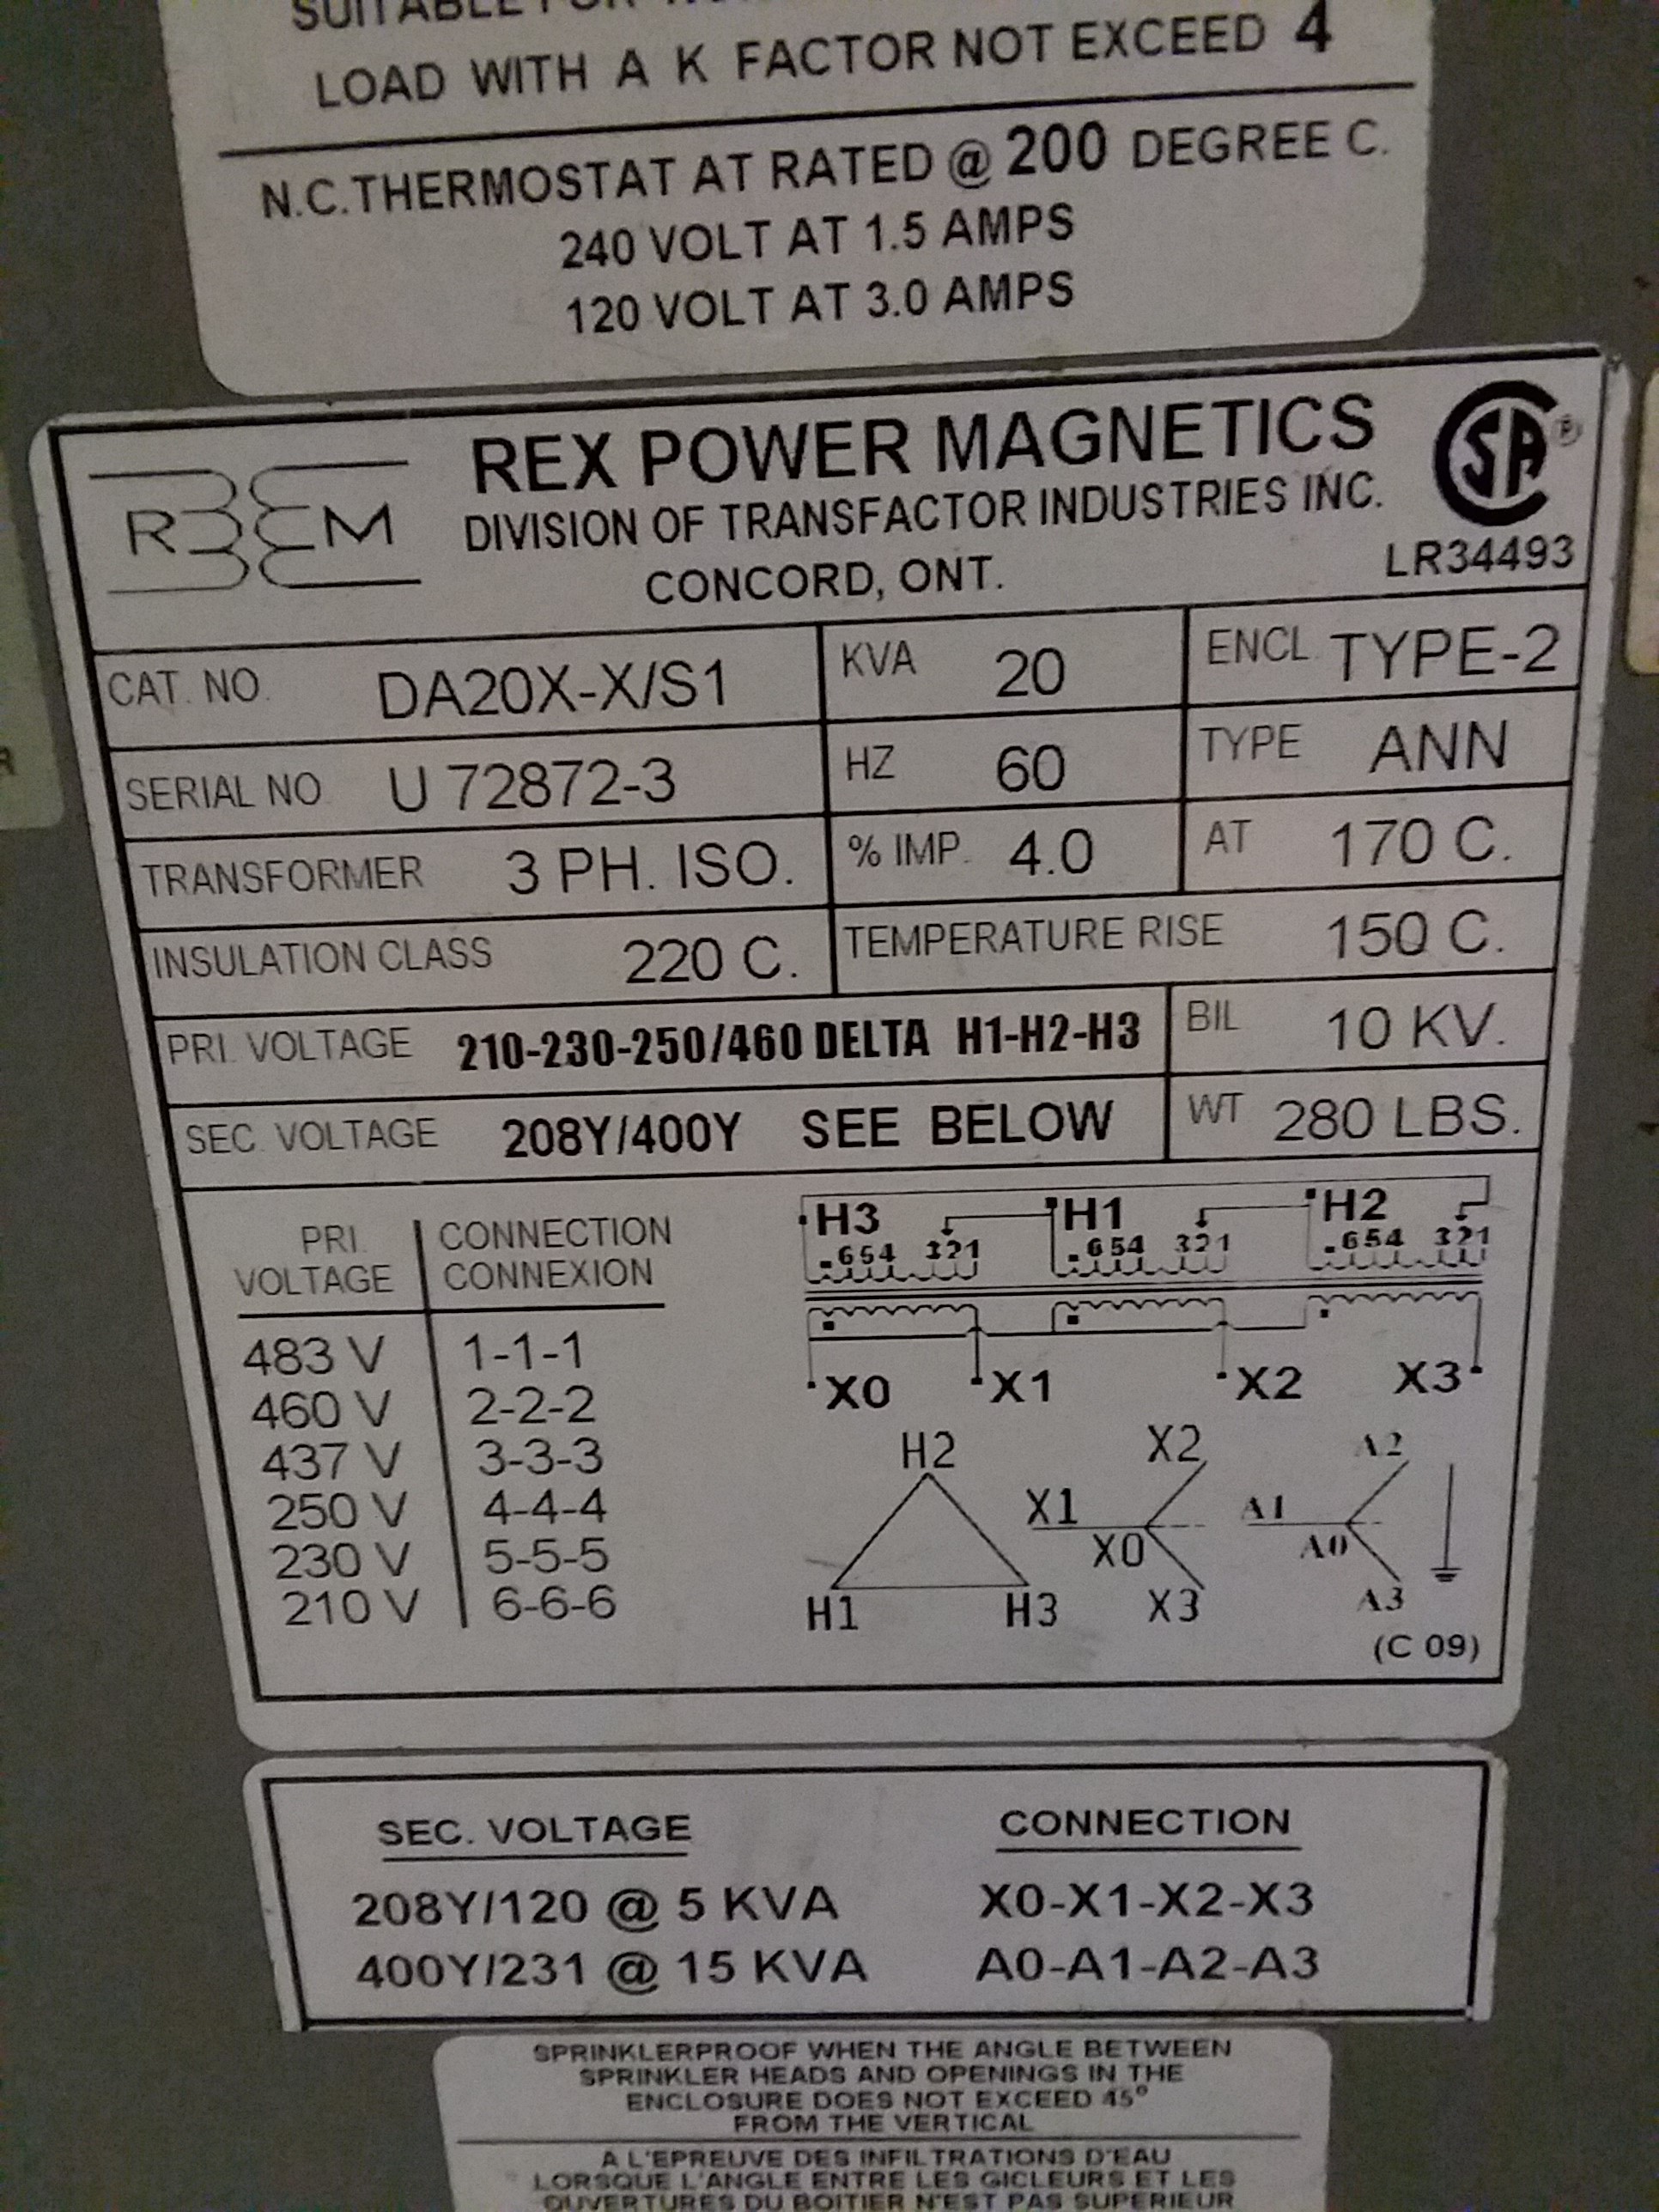 SUITABLE FOR
LOAD WITH A K FACTOR NOT EXCEED 4
N.C.THERMOSTAT AT RATED @ 200 DEGREE C.
240 VOLT AT 1.5 AMPS
120 VOLT AT 3.0 AMPS
REM
REX POWER MAGNETICS
DIVISION OF TRANSFACTOR INDUSTRIES INC.
CONCORD, ONT.
SA ®
LR34493
CAT. NO. DA20X-X/S1 KVA 20 ENCL. TYPE-2
SERIAL NO. U 72872-3 HZ 60 TYPE ANN
TRANSFORMER 3 PH. ISO. % IMP. 4.0 AT 170 C.
INSULATION CLASS 220 C. TEMPERATURE RISE 150 C.
PRI. VOLTAGE 210-230-250/460 DELTA H1-H2-H3 BIL 10 KV.
SEC. VOLTAGE 208Y/400Y SEE BELOW WT 280 LBS.
PRI. VOLTAGE CONNECTION CONNEXION
483 V 1-1-1
460 V 2-2-2
437 V 3-3-3
250 V 4-4-4
230 V 5-5-5
210 V 6-6-6
H3 H1 H2
654 321 654 321 654 321
X0 X1 X2 X3
H2 X2 A2
X1 A1
X0 A0
H1 H3 X3 A3
(C 09)
SEC. VOLTAGE CONNECTION
208Y/120 @ 5 KVA X0-X1-X2-X3
400Y/231 @ 15 KVA A0-A1-A2-A3
SPRINKLERPROOF WHEN THE ANGLE BETWEEN
SPRINKLER HEADS AND OPENINGS IN THE
ENCLOSURE DOES NOT EXCEED 45°
FROM THE VERTICAL
A L'EPREUVE DES INFILTRATIONS D'EAU
LORSQUE L'ANGLE ENTRE LES GICLEURS ET LES
OUVERTURES DU BOITIER N'EST PAS SUPERIEUR